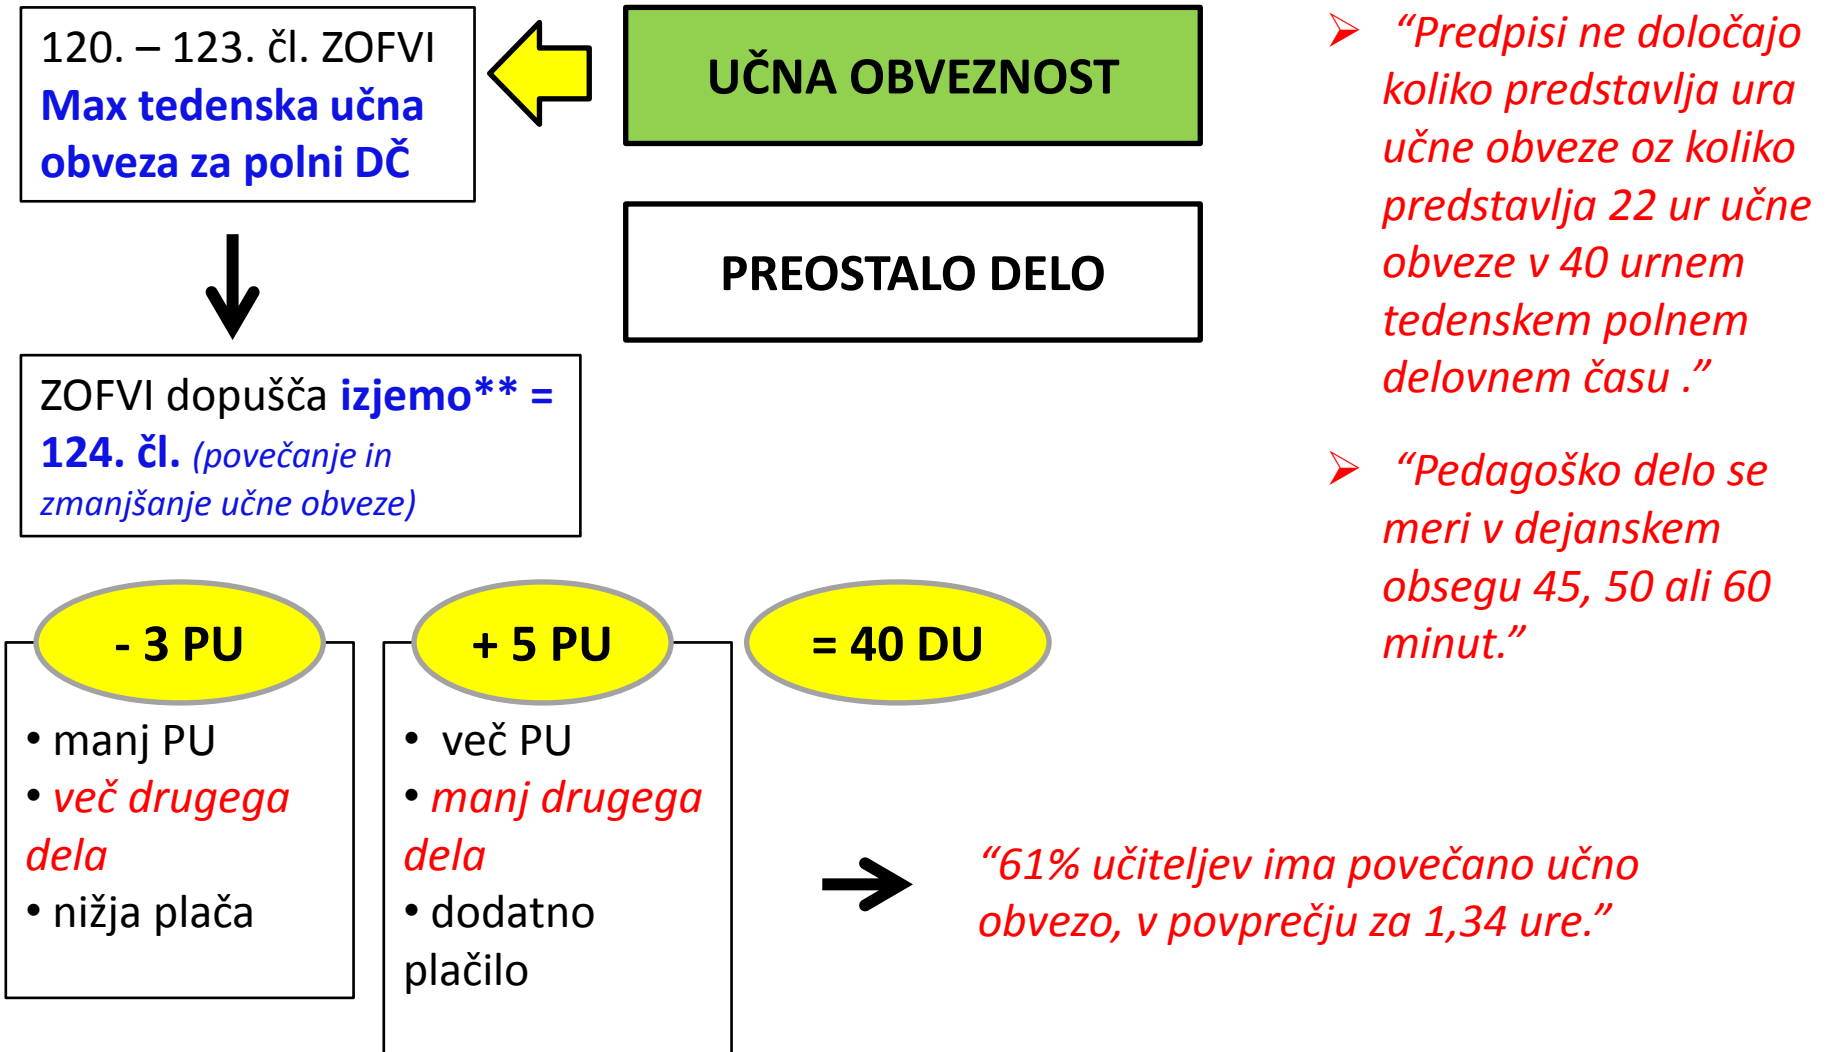 120. – 123. čl. ZOFVI
Max tedenska učna
obveza za polni DČ
UČNA OBVEZNOST
PREOSTALO DELO
ZOFVI dopušča izjemo** =
124. čl. (povečanje in
zmanjšanje učne obveze)
- 3 PU
• manj PU
• več drugega
dela
• nižja plača
+ 5 PU
• več PU
• manj drugega
dela
• dodatno
plačilo
= 40 DU
➢ “Predpisi ne določajo
koliko predstavlja ura
učne obveze oz koliko
predstavlja 22 ur učne
obveze v 40 urnem
tedenskem polnem
delovnem času .”
➢ “Pedagoško delo se
meri v dejanskem
obsegu 45, 50 ali 60
minut.”
“61% učiteljev ima povečano učno
obvezo, v povprečju za 1,34 ure.”